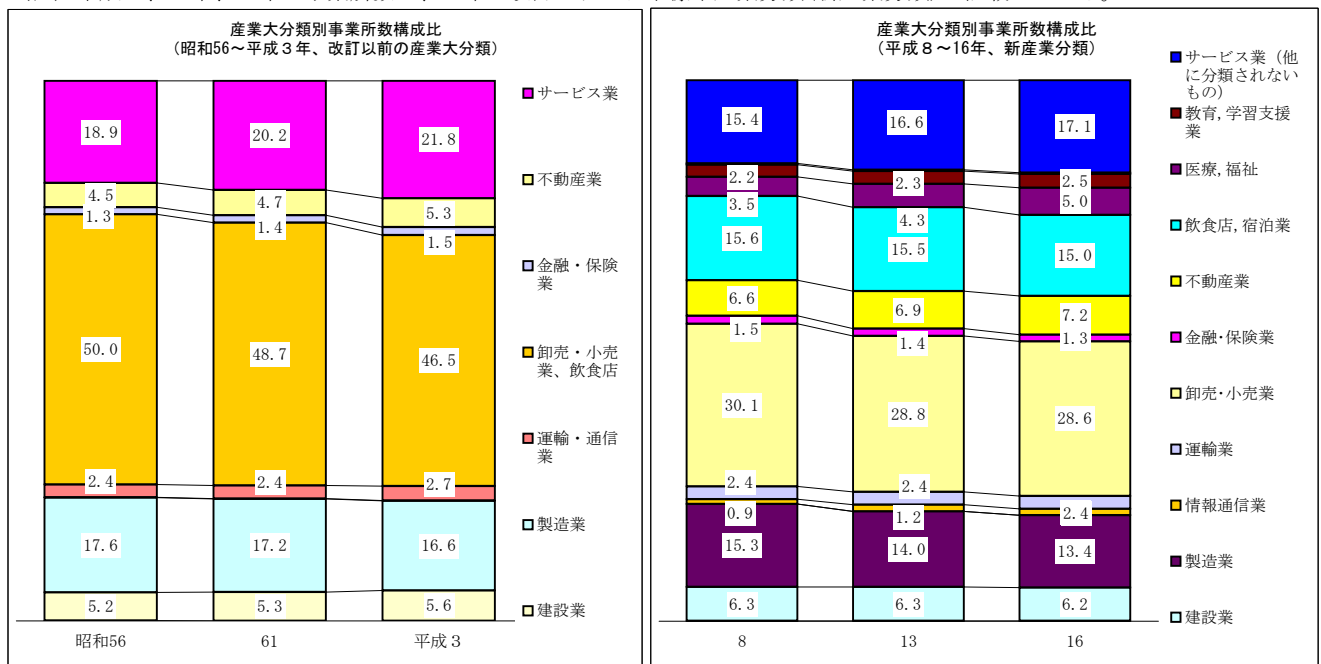 産業大分類別事業所数構成比
(昭和56～平成３年、改訂以前の産業大分類)
18.9
20.2
21.8
4.5
4.7
5.3
1.3
1.4
1.5
50.0
48.7
46.5
2.4
2.4
2.7
17.6
17.2
16.6
5.2
5.3
5.6
昭和56
61
平成３
サービス業
不動産業
金融・保険
業
卸売・小売
業、飲食店
運輸・通信
業
製造業
建設業
産業大分類別事業所数構成比
(平成８～16年、新産業分類)
15.4
16.6
17.1
2.2
2.3
2.5
3.5
4.3
5.0
15.6
15.5
15.0
6.6
6.9
7.2
1.5
1.4
1.3
30.1
28.8
28.6
2.4
2.4
2.4
0.9
1.2
15.3
14.0
13.4
6.3
6.3
6.2
8
13
16
サービス業（他
に分類されない
もの）
教育,学習支援
業
医療,福祉
飲食店,宿泊業
不動産業
金融･保険業
卸売･小売業
運輸業
情報通信業
製造業
建設業